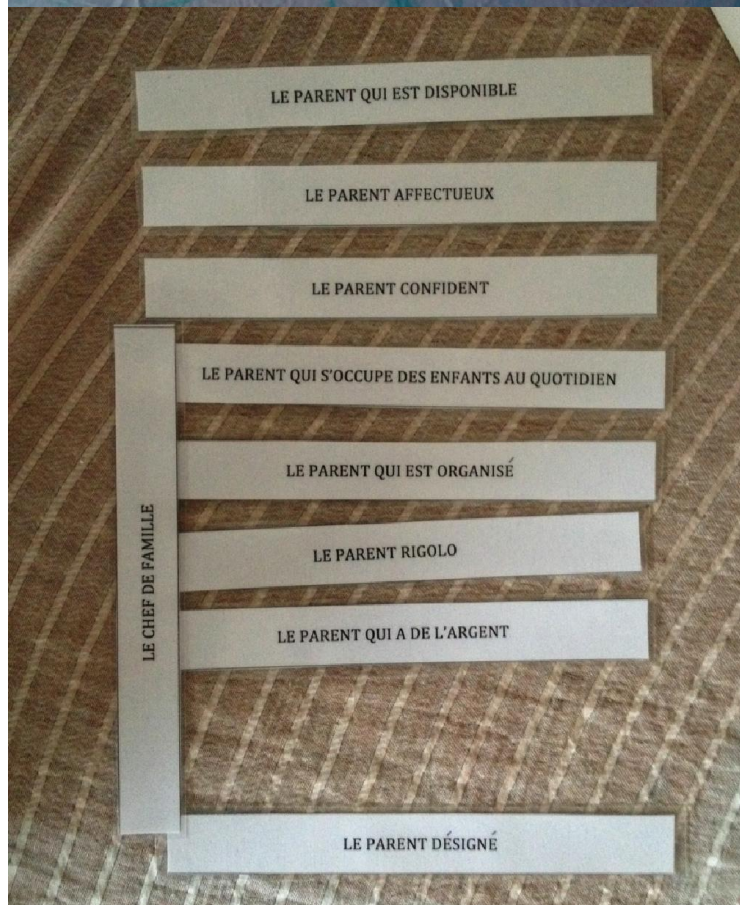 LE PARENT QUI EST DISPONIBLE
LE PARENT AFFECTUEUX
LE PARENT CONFIDENT
LE PARENT QUI S'OCCUPE DES ENFANTS AU QUOTIDIEN
LE PARENT QUI EST ORGANISÉ
LE PARENT RIGOLO
LE PARENT QUI A DE L'ARGENT
LE CHEF DE FAMILLE
LE PARENT DÉSIGNÉ